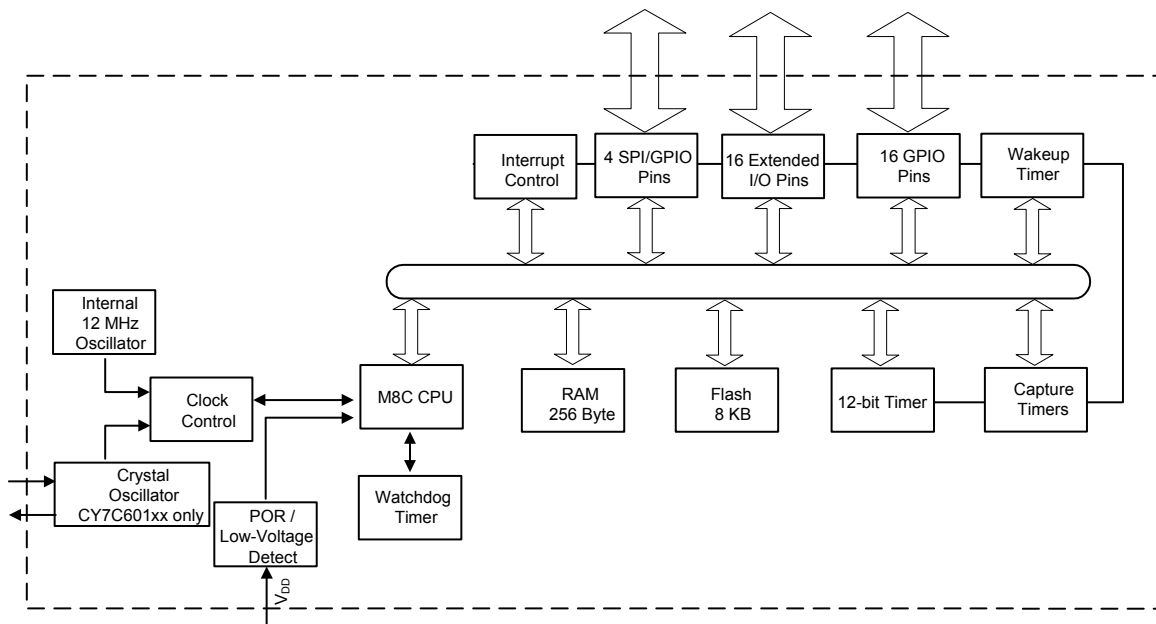 Interrupt
Control
4 SPI/GPIO
Pins
16 Extended
I/O Pins
16 GPIO
Pins
Wakeup
Timer
Internal
12 MHz
Oscillator
Clock
Control
M8C CPU
RAM
256 Byte
Flash
8 KB
12-bit Timer
Capture
Timers
Crystal
Oscillator
CY7C601xx only
POR /
Low-Voltage
Detect
Watchdog
Timer
VDD